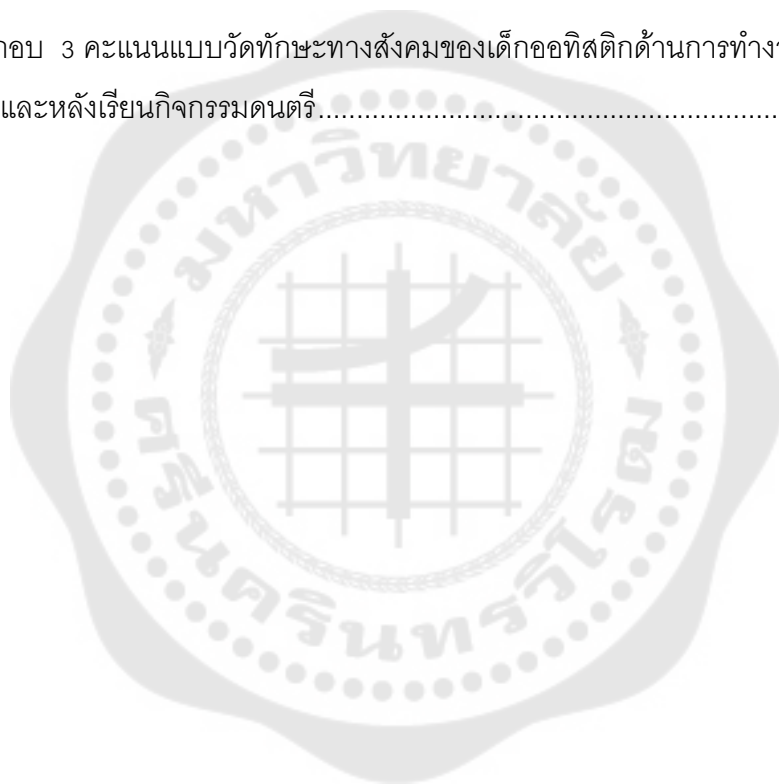 กอบ 3 คะแนนแบบวัดทักษะทางสังคมของเด็กออทิสติกด้านการทำงา
และหลังเรียนกิจกรรมดนตรี............................................................
มหาวิทยาลัย
ศรีนครินทรวิโรฒ